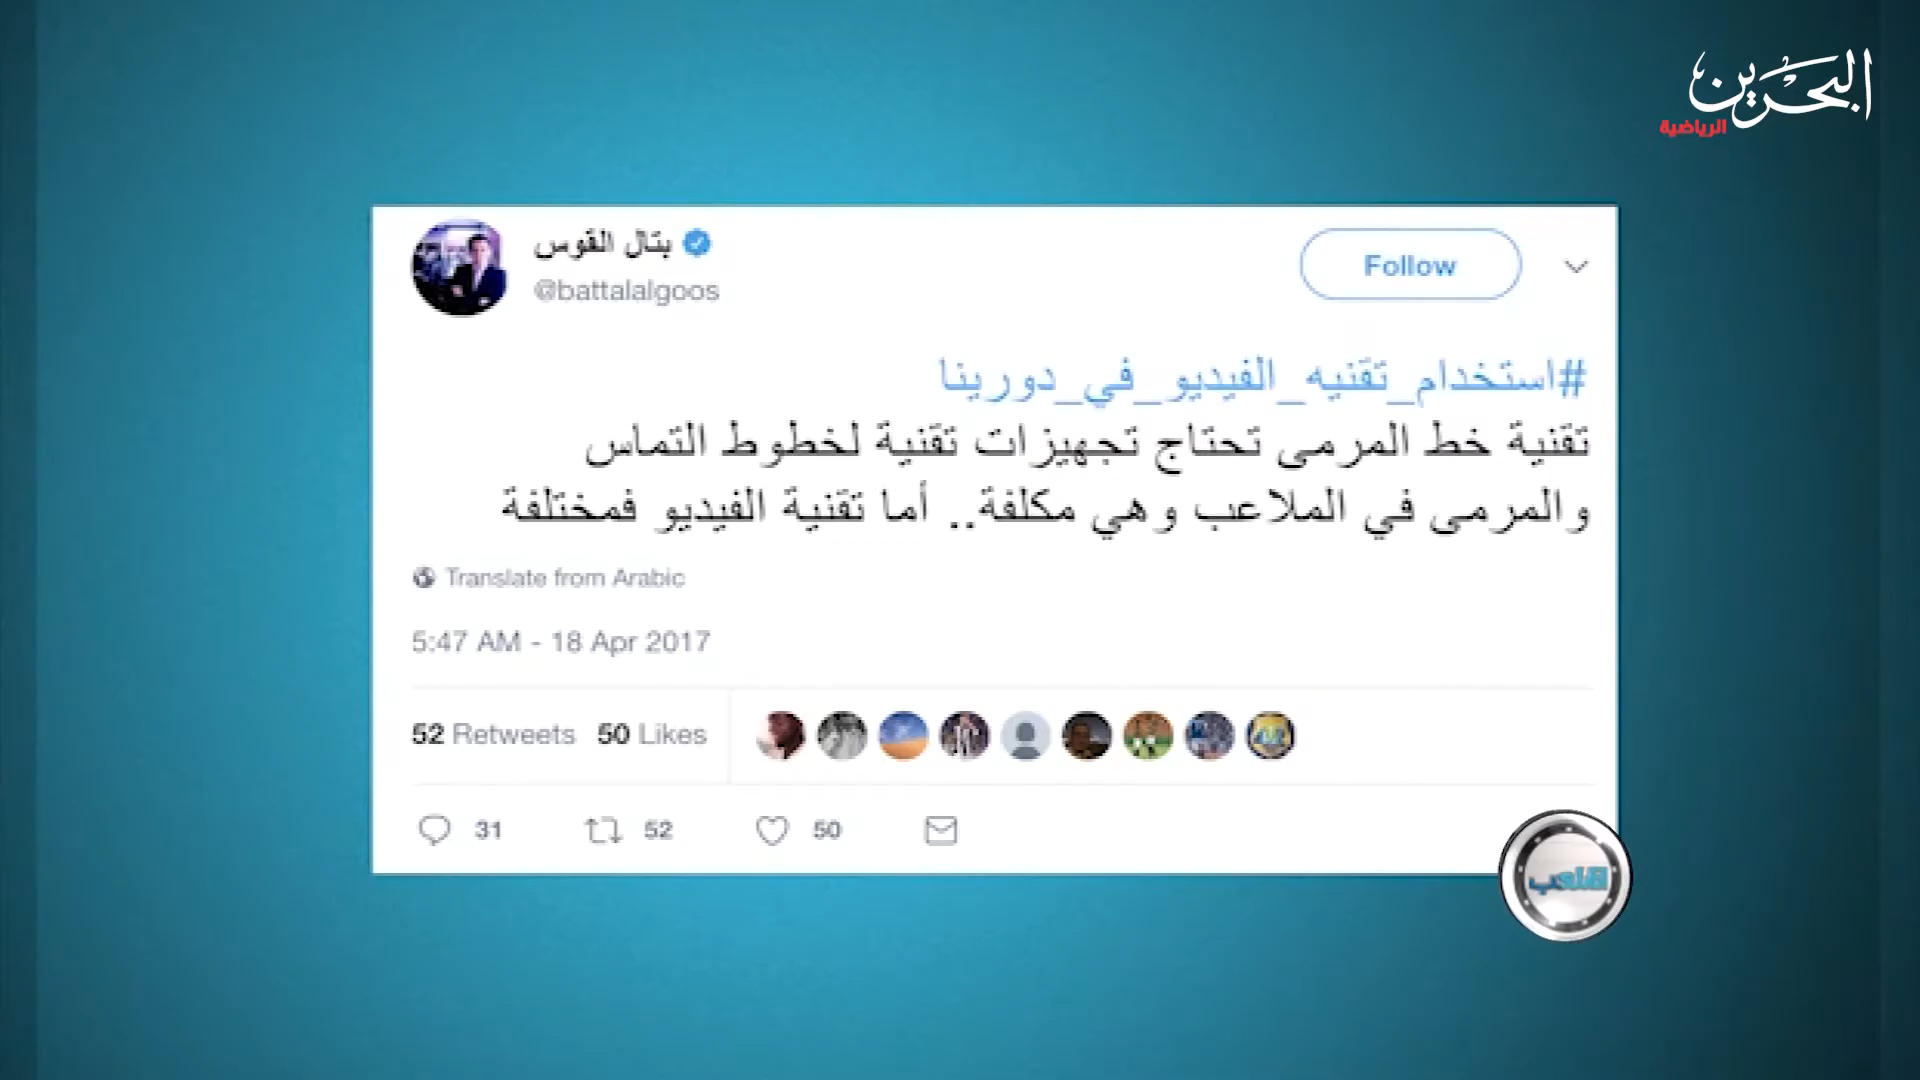 البحرين
الرياضية
بتال القوس
@battalalgoos
Follow
#استخدام_تقنيه_الفيديو_في_دورينا
تقنية خط المرمى تحتاج تجهيزات تقنية لخطوط التماس
والمرمى في الملاعب وهي مكلفة.. أما تقنية الفيديو فمختلفة
Translate from Arabic
5:47 AM - 18 Apr 2017
52 Retweets 50 Likes
31 52 50